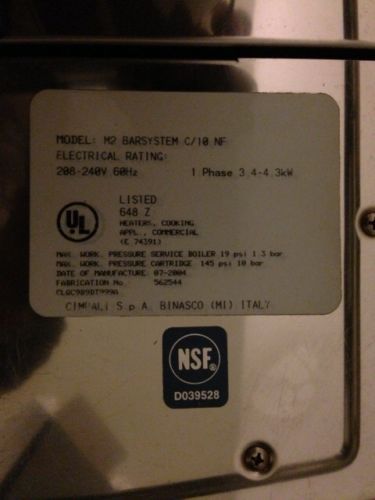 MODEL: M2 BARSYSTEM C/10 NF
ELECTRICAL RATING:
208-240V 60Hz 1 Phase 3.4-4.3kW
UL
LISTED
648 Z
HEATERS, COOKING
APPL., COMMERCIAL
(E 74391)
MAX. WORK. PRESSURE SERVICE BOILER 19 psi 1.3 bar
MAX. WORK. PRESSURE CARTRIDGE 145 psi 10 bar
DATE OF MANUFACTURE: 07-2004
FABRICATION No. 562544
CIMBALI S.p.A. BINASCO (MI) ITALY
NSF®
D039528